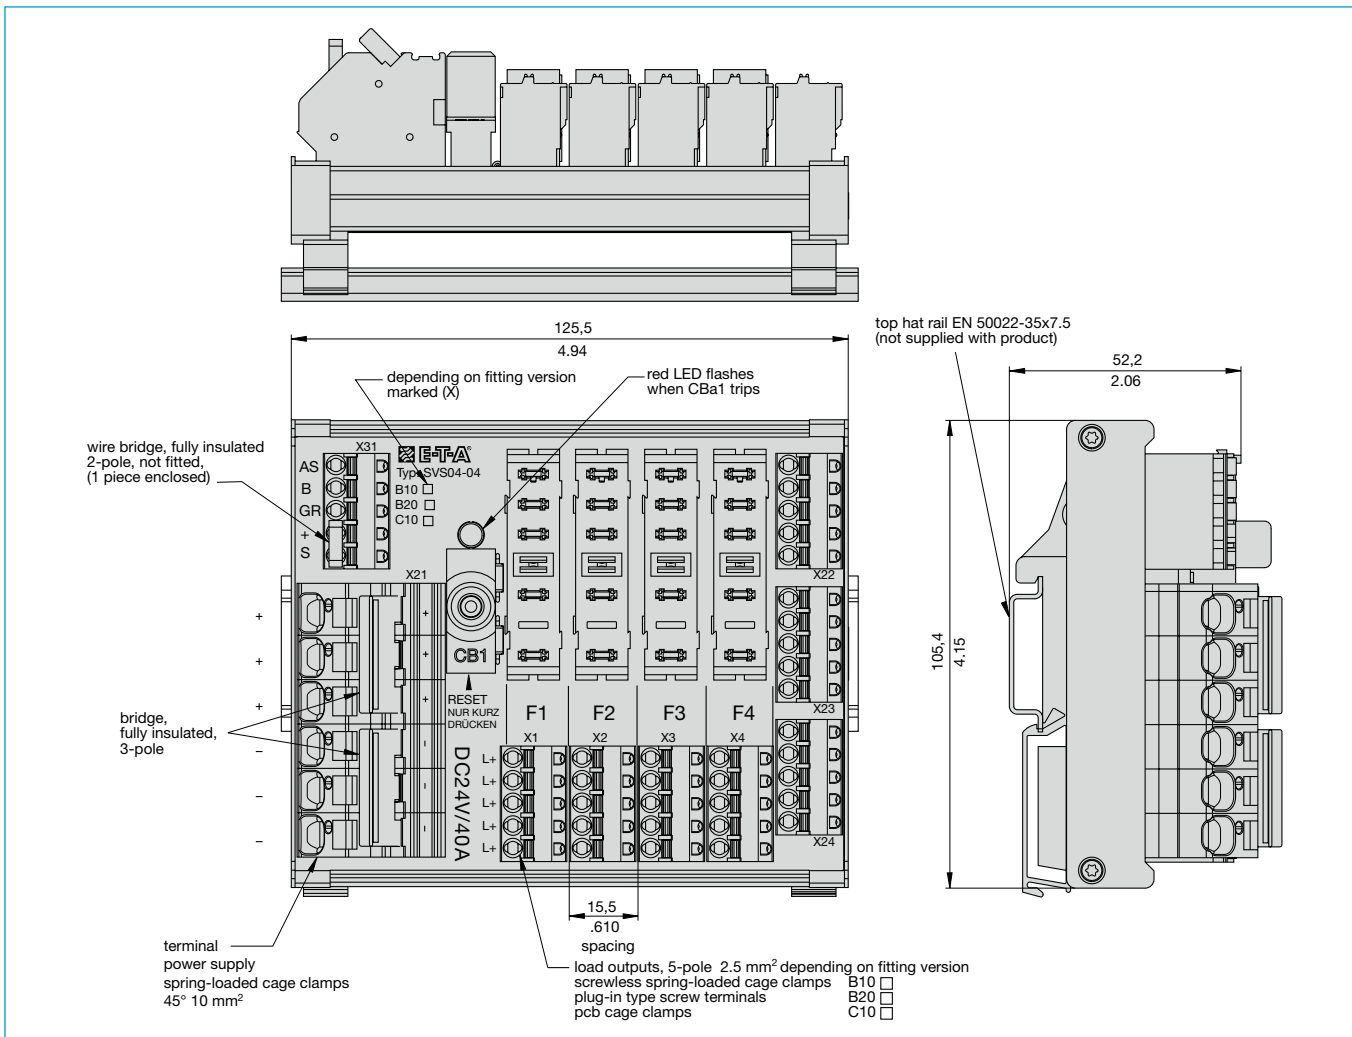 125,5
4.94
top hat rail EN 50022-35x7.5
(not supplied with product)
52,2
2.06
depending on fitting version
marked (X)
red LED flashes
when CBa1 trips
wire bridge, fully insulated
2-pole, not fitted,
(1 piece enclosed)
X31
E-T-A®
Type SVS04-04
AS
B
GR
+
S
B10
B20
C10
X21
X22
+
+
+
+
+
+
−
−
−
−
−
−
CB1
RESET
NUR KURZ
DRÜCKEN
bridge,
fully insulated,
3-pole
F1
F2
F3
F4
X23
X1
X2
X3
X4
DC24V/40A
L+
L+
L+
L+
L+
X24
105,4
4.15
15,5
.610
spacing
terminal
power supply
spring-loaded cage clamps
45° 10 mm²
load outputs, 5-pole 2.5 mm² depending on fitting version
screwless spring-loaded cage clamps B10
plug-in type screw terminals B20
pcb cage clamps C10